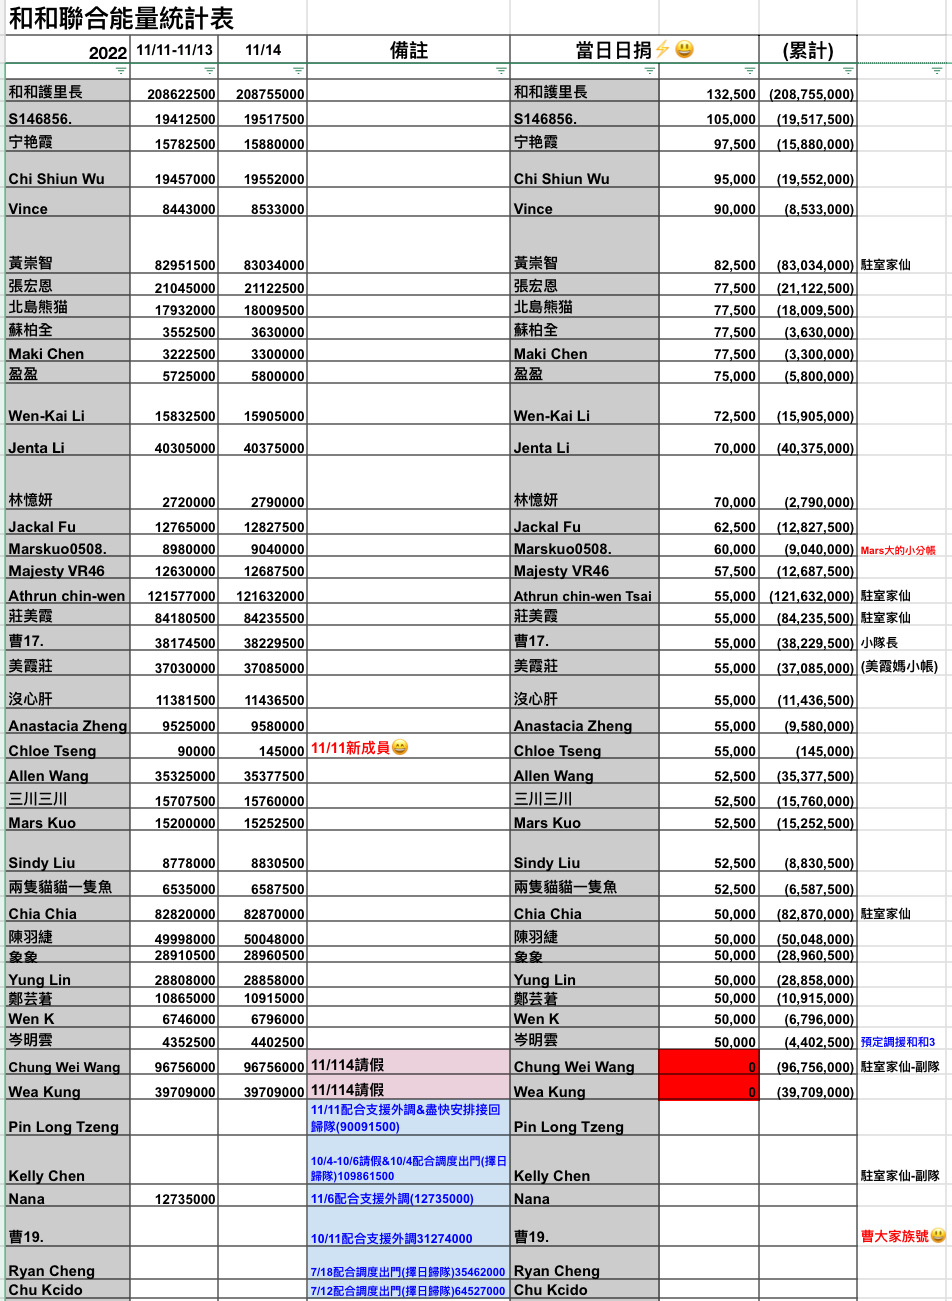 和和聯合能量統計表
2022 11/11-11/13 11/14 備註 當日日捐⚡😃 (累計)
和和護里長 208622500 208755000 和和護里長 132,500 (208,755,000)
S146856. 19412500 19517500 S146856. 105,000 (19,517,500)
宁艳霞 15782500 15880000 宁艳霞 97,500 (15,880,000)
Chi Shiun Wu 19457000 19552000 Chi Shiun Wu 95,000 (19,552,000)
Vince 8443000 8533000 Vince 90,000 (8,533,000)
黃崇智 82951500 83034000 黃崇智 82,500 (83,034,000) 駐室家仙
張宏恩 21045000 21122500 張宏恩 77,500 (21,122,500)
北島熊猫 17932000 18009500 北島熊猫 77,500 (18,009,500)
蘇柏全 3552500 3630000 蘇柏全 77,500 (3,630,000)
Maki Chen 3222500 3300000 Maki Chen 77,500 (3,300,000)
盈盈 5725000 5800000 盈盈 75,000 (5,800,000)
Wen-Kai Li 15832500 15905000 Wen-Kai Li 72,500 (15,905,000)
Jenta Li 40305000 40375000 Jenta Li 70,000 (40,375,000)
林憶妍 2720000 2790000 林憶妍 70,000 (2,790,000)
Jackal Fu 12765000 12827500 Jackal Fu 62,500 (12,827,500)
Marskuo0508. 8980000 9040000 Marskuo0508. 60,000 (9,040,000) Mars大的小分帳
Majesty VR46 12630000 12687500 Majesty VR46 57,500 (12,687,500)
Athrun chin-wen 121577000 121632000 Athrun chin-wen Tsai 55,000 (121,632,000) 駐室家仙
莊美霞 84180500 84235500 莊美霞 55,000 (84,235,500) 駐室家仙
曹17. 38174500 38229500 曹17. 55,000 (38,229,500) 小隊長
美霞莊 37030000 37085000 美霞莊 55,000 (37,085,000) (美霞媽小帳)
沒心肝 11381500 11436500 沒心肝 55,000 (11,436,500)
Anastacia Zheng 9525000 9580000 Anastacia Zheng 55,000 (9,580,000)
Chloe Tseng 90000 145000 11/11新成員😄 Chloe Tseng 55,000 (145,000)
Allen Wang 35325000 35377500 Allen Wang 52,500 (35,377,500)
三川三川 15707500 15760000 三川三川 52,500 (15,760,000)
Mars Kuo 15200000 15252500 Mars Kuo 52,500 (15,252,500)
Sindy Liu 8778000 8830500 Sindy Liu 52,500 (8,830,500)
兩隻貓貓一隻魚 6535000 6587500 兩隻貓貓一隻魚 52,500 (6,587,500)
Chia Chia 82820000 82870000 Chia Chia 50,000 (82,870,000) 駐室家仙
陳羽緁 49998000 50048000 陳羽緁 50,000 (50,048,000)
象象 28910500 28960500 象象 50,000 (28,960,500)
Yung Lin 28808000 28858000 Yung Lin 50,000 (28,858,000)
鄭芸莙 10865000 10915000 鄭芸莙 50,000 (10,915,000)
Wen K 6746000 6796000 Wen K 50,000 (6,796,000)
岑明雲 4352500 4402500 岑明雲 50,000 (4,402,500) 預定調援和和3
Chung Wei Wang 96756000 96756000 11/114請假 Chung Wei Wang 0 (96,756,000) 駐室家仙-副隊
Wea Kung 39709000 39709000 11/114請假 Wea Kung 0 (39,709,000)
11/11配合支援外調&盡快安排接回
Pin Long Tzeng 歸隊(90091500) Pin Long Tzeng
10/4-10/6請假&10/4配合調度出門(擇日
Kelly Chen 歸隊)109861500 Kelly Chen 駐室家仙-副隊
Nana 12735000 11/6配合支援外調(12735000) Nana
曹19. 10/11配合支援外調31274000 曹19. 曹大家族號😃
Ryan Cheng 7/18配合調度出門(擇日歸隊)35462000 Ryan Cheng
Chu Kcido 7/12配合調度出門(擇日歸隊)64527000 Chu Kcido